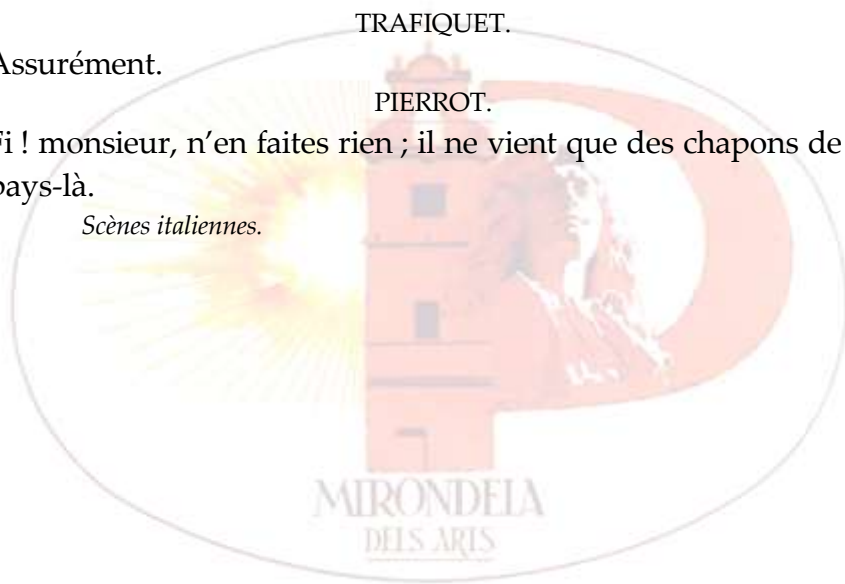 TRAFIQUET.
Assurément.
PIERROT.
Fi ! monsieur, n’en faites rien ; il ne vient que des chapons de
pays-là.
Scènes italiennes.
MIRONDELA
DELS ARTS